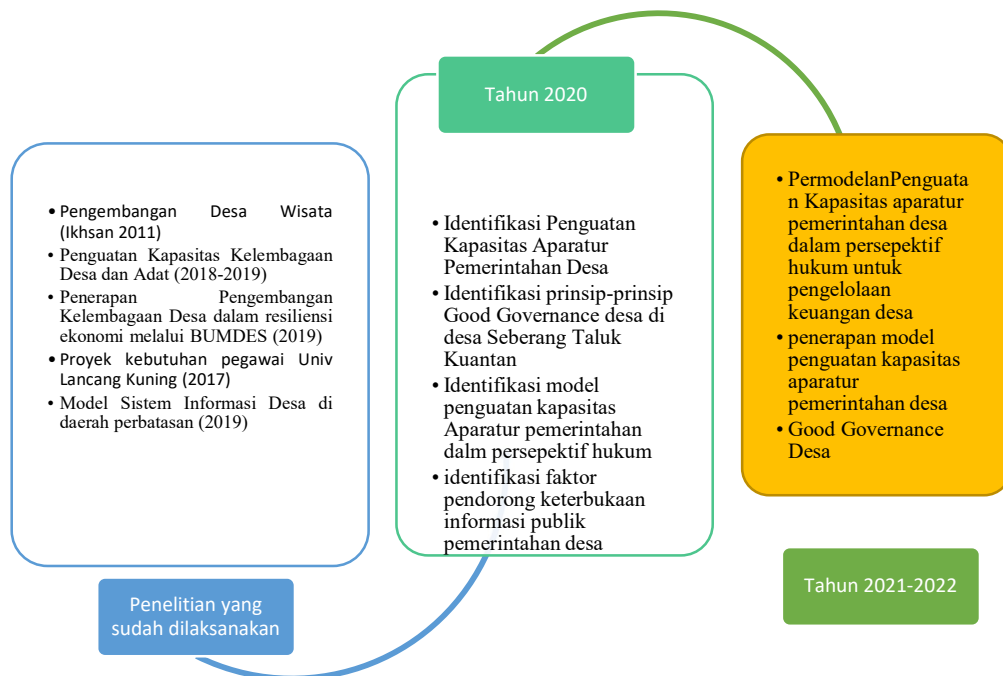 • Pengembangan Desa Wisata
(Ikhsan 2011)
• Penguatan Kapasitas Kelembagaan
Desa dan Adat (2018-2019)
• Penerapan Pengembangan
Kelembagaan Desa dalam resiliensi
ekonomi melalui BUMDES (2019)
• Proyek kebutuhan pegawai Univ
Lancang Kuning (2017)
• Model Sistem Informasi Desa di
daerah perbatasan (2019)
Penelitian yang
sudah dilaksanakan
Tahun 2020
• Identifikasi Penguatan
Kapasitas Aparatur
Pemerintahan Desa
• Identifikasi prinsip-prinsip
Good Governance desa di
desa Seberang Taluk
Kuantan
• Identifikasi model
penguatan kapasitas
Aparatur pemerintahan
dalm persepektif hukum
• identifikasi faktor
pendorong keterbukaan
informasi publik
pemerintahan desa
• PermodelanPenguata
n Kapasitas aparatur
pemerintahan desa
dalam persepektif
hukum untuk
pengelolaan
keuangan desa
• penerapan model
penguatan kapasitas
aparatur
pemerintahan desa
• Good Governance
Desa
Tahun 2021-2022